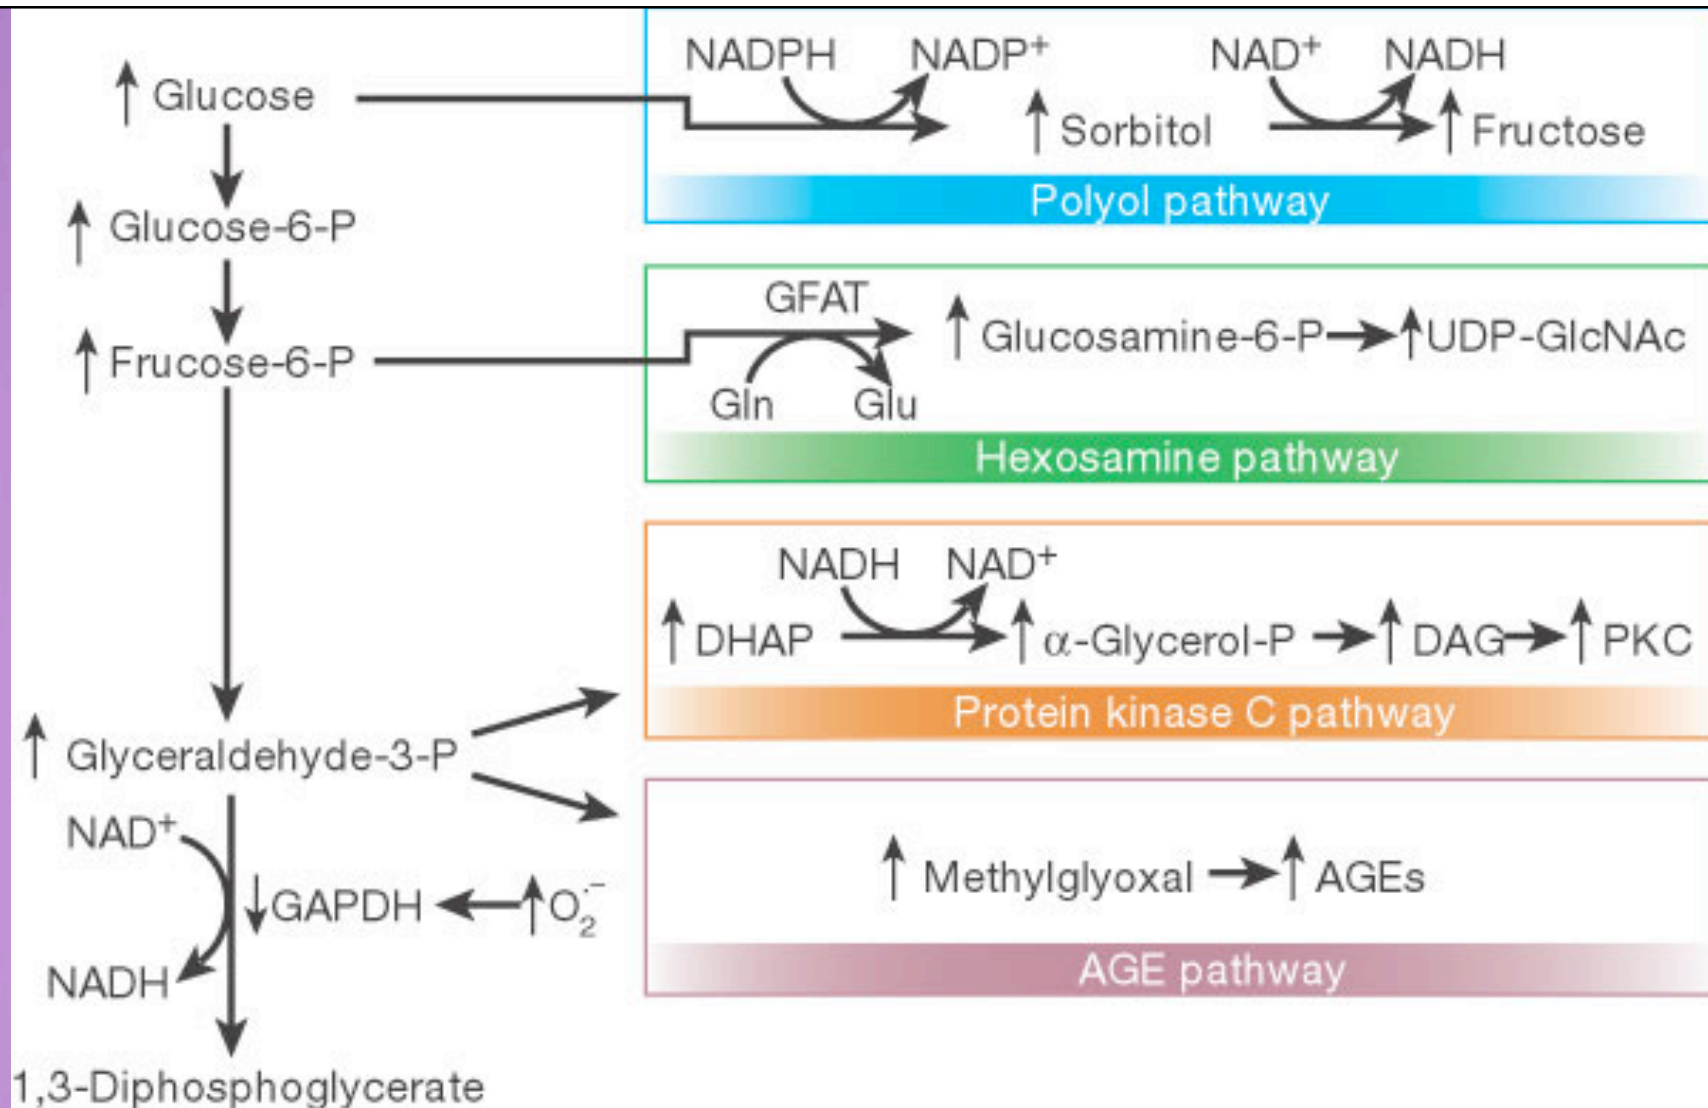 ↑ Glucose
NADPH NADP⁺ NAD⁺ NADH
↑ Sorbitol ↑ Fructose
Polyol pathway
↑ Glucose-6-P
↑ Frucose-6-P
GFAT
↑ Glucosamine-6-P → ↑UDP-GlcNAc
Gln Glu
Hexosamine pathway
NADH NAD⁺
↑ DHAP → ↑ α-Glycerol-P → ↑ DAG → ↑ PKC
Protein kinase C pathway
↑ Glyceraldehyde-3-P
NAD⁺
↓GAPDH ← ↑O₂˙⁻
NADH
1,3-Diphosphoglycerate
↑ Methylglyoxal → ↑ AGEs
AGE pathway